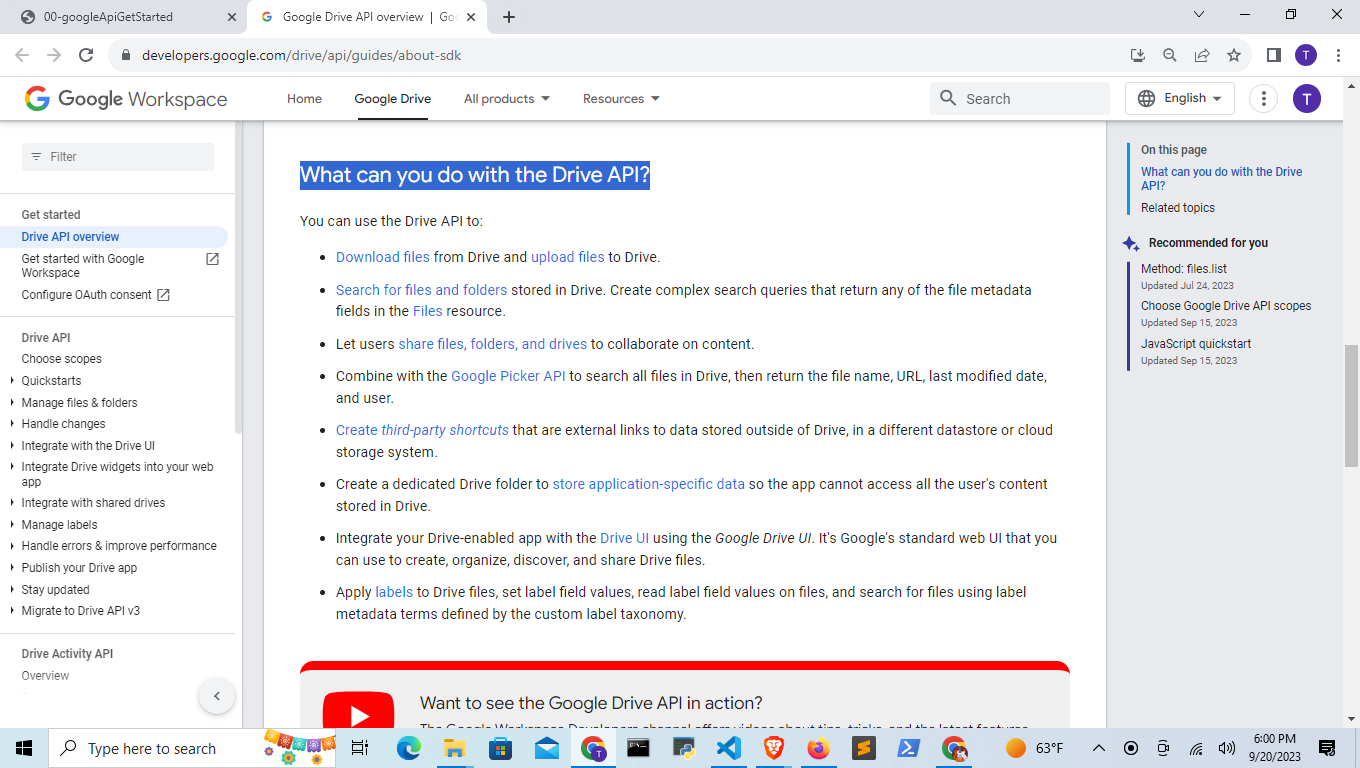 00-googleApiGetStarted
Google Drive API overview | Goo
developers.google.com/drive/api/guides/about-sdk
T
Google Workspace
Home
Google Drive
All products
Resources
Search
English
T
Filter
Get started
Drive API overview
Get started with Google
Workspace
Configure OAuth consent
Drive API
Choose scopes
Quickstarts
Manage files & folders
Handle changes
Integrate with the Drive UI
Integrate Drive widgets into your web
app
Integrate with shared drives
Manage labels
Handle errors & improve performance
Publish your Drive app
Stay updated
Migrate to Drive API v3
Drive Activity API
Overview
What can you do with the Drive API?
You can use the Drive API to:
• Download files from Drive and upload files to Drive.
• Search for files and folders stored in Drive. Create complex search queries that return any of the file metadata
fields in the Files resource.
• Let users share files, folders, and drives to collaborate on content.
• Combine with the Google Picker API to search all files in Drive, then return the file name, URL, last modified date,
and user.
• Create third-party shortcuts that are external links to data stored outside of Drive, in a different datastore or cloud
storage system.
• Create a dedicated Drive folder to store application-specific data so the app cannot access all the user's content
stored in Drive.
• Integrate your Drive-enabled app with the Drive UI using the Google Drive UI. It's Google's standard web UI that you
can use to create, organize, discover, and share Drive files.
• Apply labels to Drive files, set label field values, read label field values on files, and search for files using label
metadata terms defined by the custom label taxonomy.
Want to see the Google Drive API in action?
The Google Workspace Developers channel offers videos about tips, tricks, and the latest features.
On this page
What can you do with the Drive
API?
Related topics
Recommended for you
Method: files.list
Updated Jul 24, 2023
Choose Google Drive API scopes
Updated Sep 15, 2023
JavaScript quickstart
Updated Sep 15, 2023
Type here to search
63°F
6:00 PM
9/20/2023